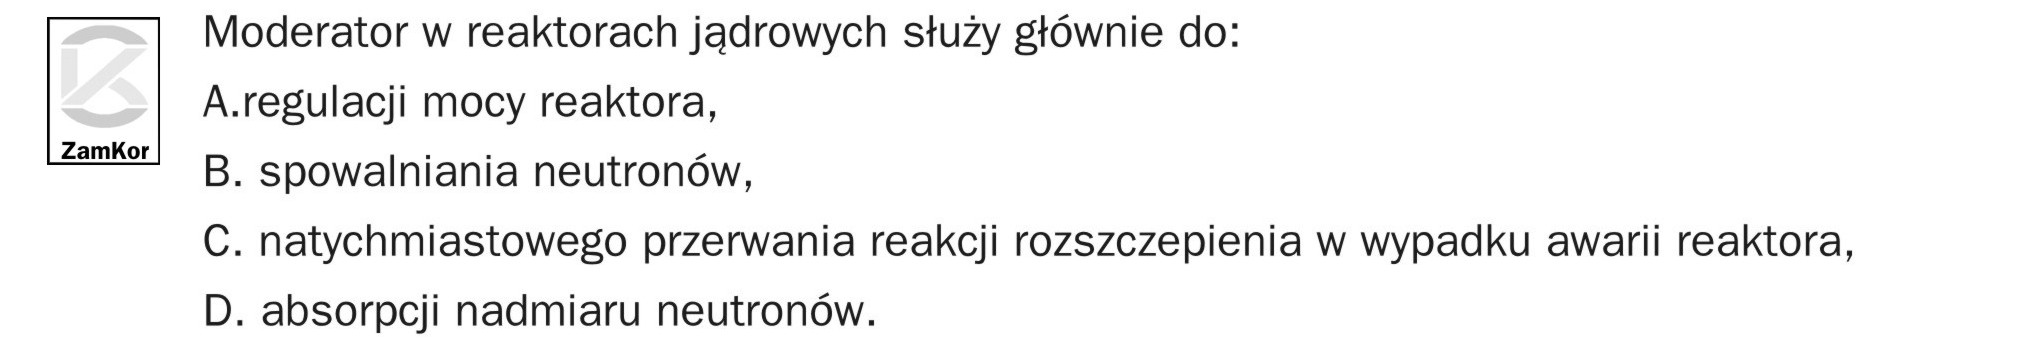 Moderator w reaktorach jądrowych służy głównie do:
A.regulacji mocy reaktora,
B. spowalniania neutronów,
C. natychmiastowego przerwania reakcji rozszczepienia w wypadku awarii reaktora,
D. absorpcji nadmiaru neutronów.
ZamKor